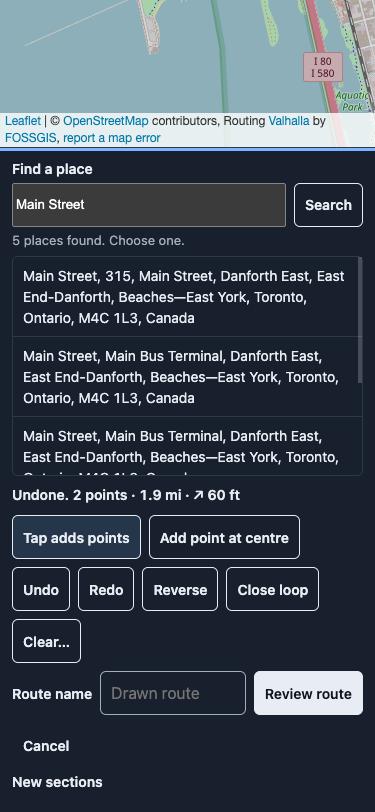 I 80
I 580
Aquatic
Park
Leaflet | © OpenStreetMap contributors, Routing Valhalla by
FOSSGIS, report a map error
Find a place
Main Street
Search
5 places found. Choose one.
Main Street, 315, Main Street, Danforth East, East
End-Danforth, Beaches—East York, Toronto,
Ontario, M4C 1L3, Canada
Main Street, Main Bus Terminal, Danforth East,
East End-Danforth, Beaches—East York, Toronto,
Ontario, M4C 1L3, Canada
Main Street, Main Bus Terminal, Danforth East,
East End-Danforth, Beaches—East York, Toronto,
Undone. 2 points · 1.9 mi · ↗ 60 ft
Tap adds points
Add point at centre
Undo
Redo
Reverse
Close loop
Clear...
Route name
Drawn route
Review route
Cancel
New sections